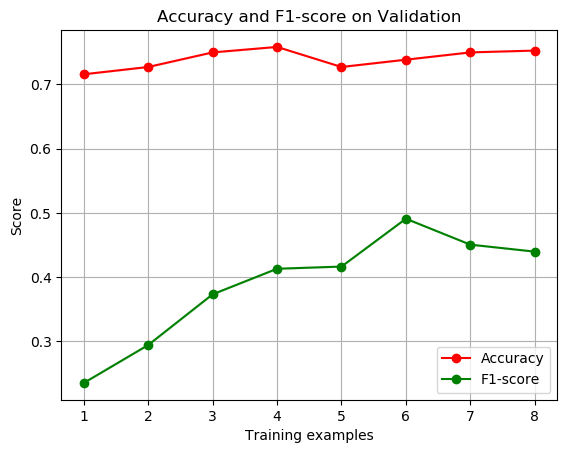 Accuracy and F1-score on Validation
0.7
0.6
0.5
0.4
0.3
Score
Accuracy
F1-score
1 2 3 4 5 6 7 8
Training examples